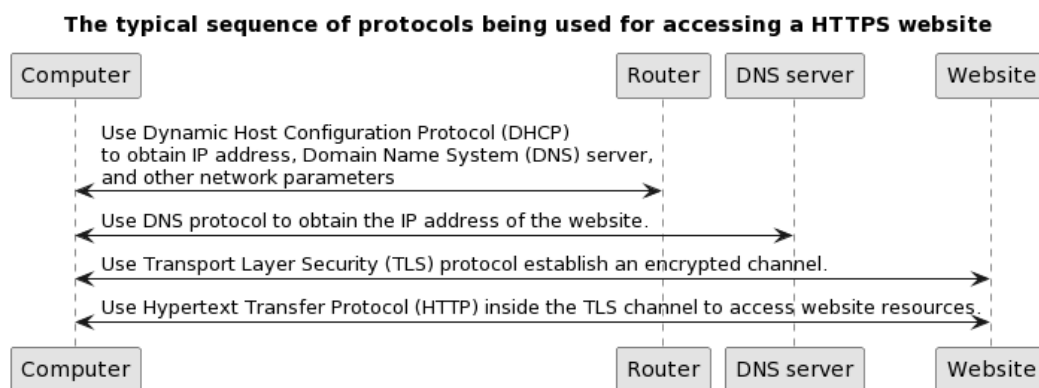 The typical sequence of protocols being used for accessing a HTTPS website
Computer
Router
DNS server
Website
Use Dynamic Host Configuration Protocol (DHCP)
to obtain IP address, Domain Name System (DNS) server,
and other network parameters
Use DNS protocol to obtain the IP address of the website.
Use Transport Layer Security (TLS) protocol establish an encrypted channel.
Use Hypertext Transfer Protocol (HTTP) inside the TLS channel to access website resources.
Computer
Router
DNS server
Website